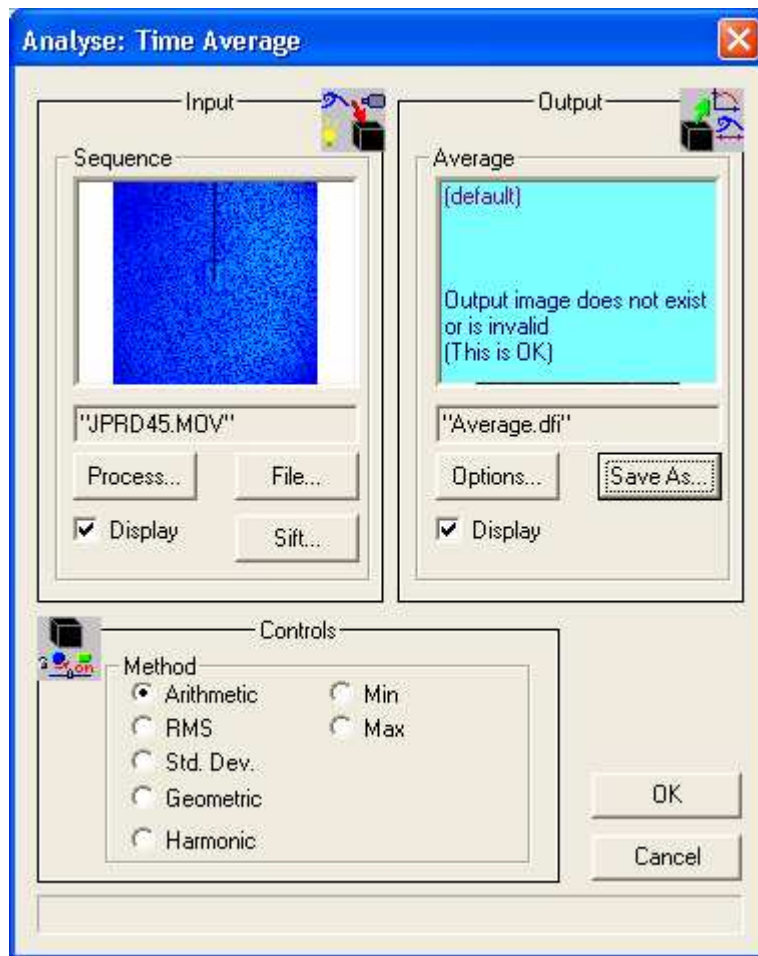 Analyse: Time Average
Input
Sequence
"JPRD45.MOV"
Process...
File...
Display
Sift...
Output
Average
(default)
Output image does not exist
or is invalid
(This is OK)
"Average.dfi"
Options...
Save As...
Display
Controls
Method
Arithmetic
Min
RMS
Max
Std. Dev.
Geometric
Harmonic
OK
Cancel